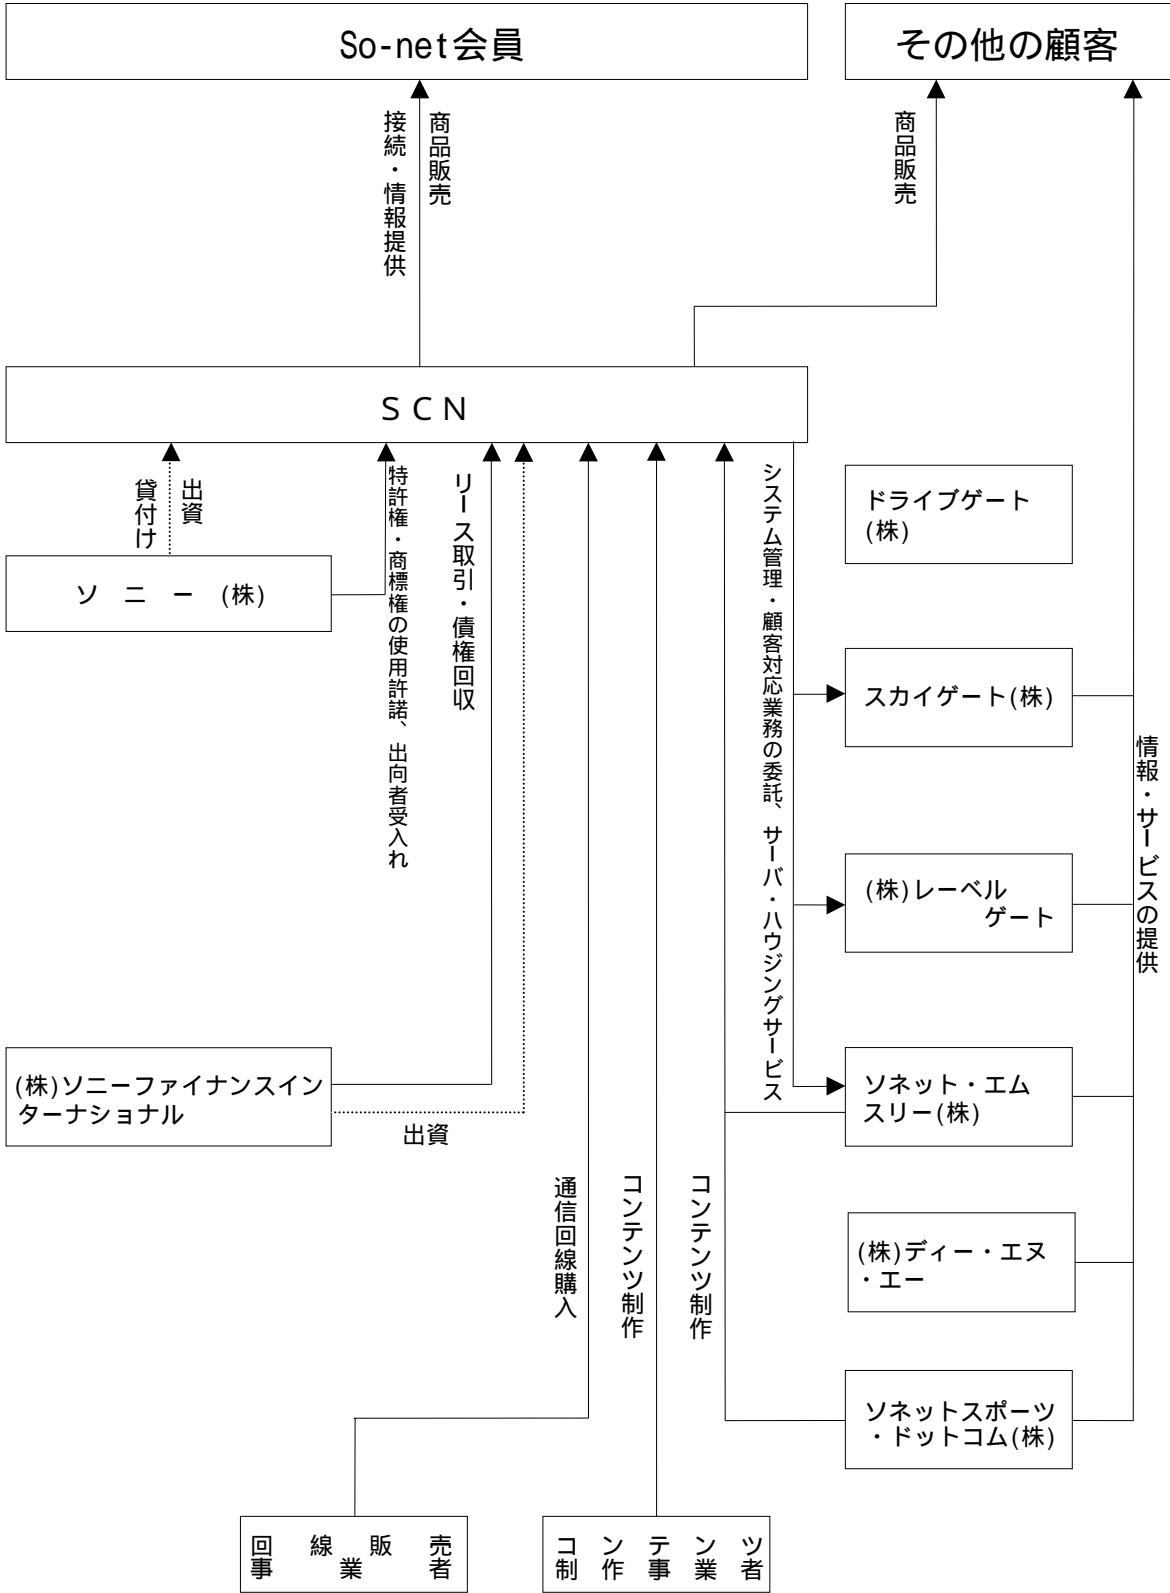 So-net会員
その他の顧客
接続・情報提供
商品販売
商品販売
ＳＣＮ
貸付け
出資
特許権・商標権の使用許諾、出向者受入れ
リース取引・債権回収
システム管理・顧客対応業務の委託、サーバ・ハウジングサービス
ドライブゲート
(株)
ソ ニ ー (株)
スカイゲート(株)
情報・サービスの提供
(株)レーベル
ゲート
(株)ソニーファイナンスイン
ターナショナル
出資
ソネット・エム
スリー(株)
通信回線購入
コンテンツ制作
コンテンツ制作
(株)ディー・エヌ
・エー
ソネットスポーツ
・ドットコム(株)
回 線 販 売
事 業 者
コ ン テ ン ツ
制 作 事 業 者